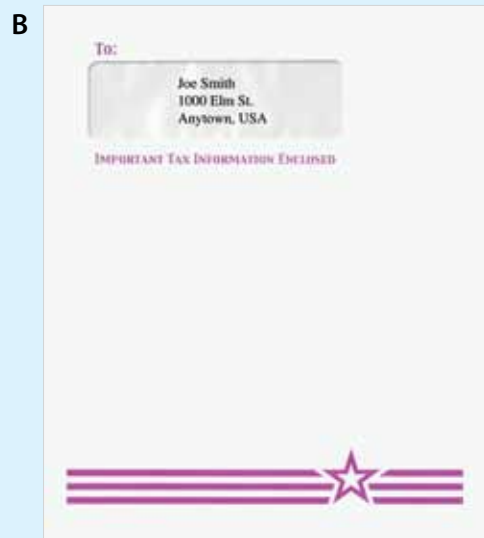 B
To:
Joe Smith
1000 Elm St.
Anytown, USA
IMPORTANT TAX INFORMATION ENCLOSED